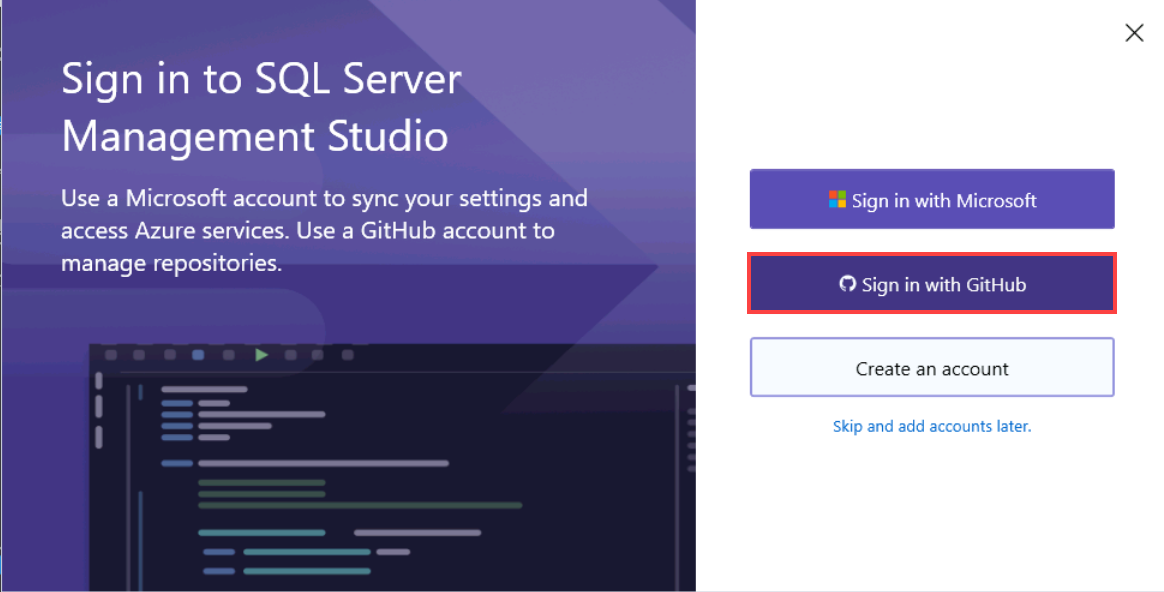 Sign in to SQL Server
Management Studio
Use a Microsoft account to sync your settings and
access Azure services. Use a GitHub account to
manage repositories.
Sign in with Microsoft
Sign in with GitHub
Create an account
Skip and add accounts later.